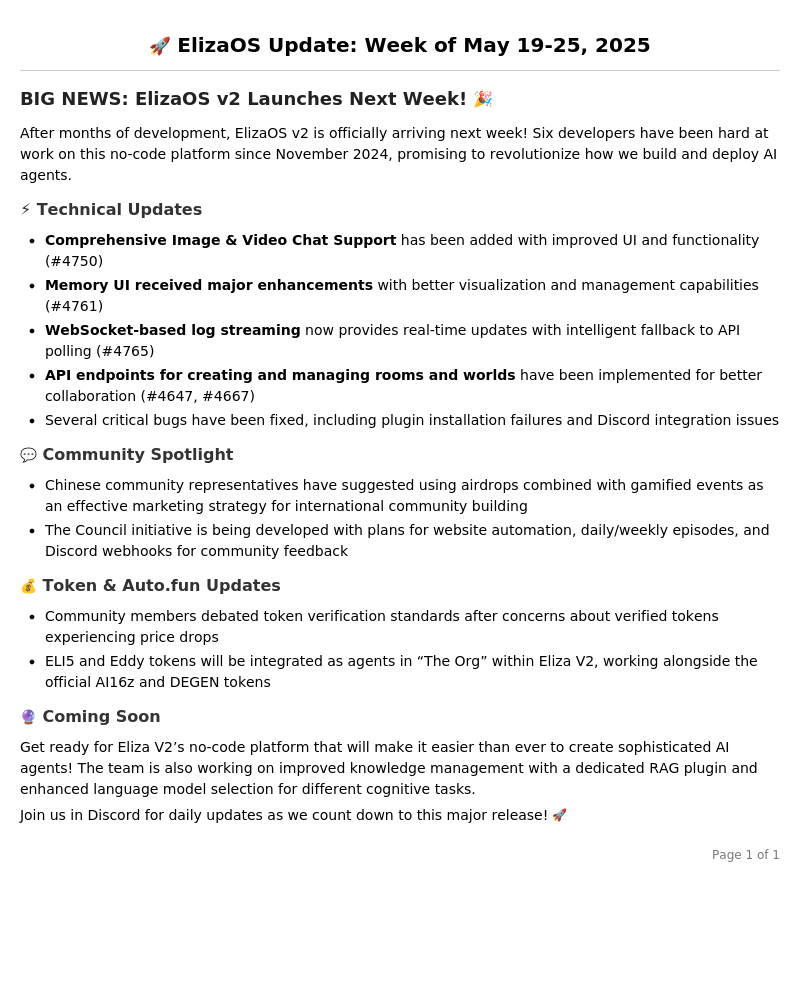 🚀 ElizaOS Update: Week of May 19-25, 2025
BIG NEWS: ElizaOS v2 Launches Next Week! 🎉
After months of development, ElizaOS v2 is officially arriving next week! Six developers have been hard at
work on this no-code platform since November 2024, promising to revolutionize how we build and deploy AI
agents.
⚡ Technical Updates
• Comprehensive Image & Video Chat Support has been added with improved UI and functionality
(#4750)
• Memory UI received major enhancements with better visualization and management capabilities
(#4761)
• WebSocket-based log streaming now provides real-time updates with intelligent fallback to API
polling (#4765)
• API endpoints for creating and managing rooms and worlds have been implemented for better
collaboration (#4647, #4667)
• Several critical bugs have been fixed, including plugin installation failures and Discord integration issues
💬 Community Spotlight
• Chinese community representatives have suggested using airdrops combined with gamified events as
an effective marketing strategy for international community building
• The Council initiative is being developed with plans for website automation, daily/weekly episodes, and
Discord webhooks for community feedback
💰 Token & Auto.fun Updates
• Community members debated token verification standards after concerns about verified tokens
experiencing price drops
• ELI5 and Eddy tokens will be integrated as agents in “The Org” within Eliza V2, working alongside the
official AI16z and DEGEN tokens
🔮 Coming Soon
Get ready for Eliza V2’s no-code platform that will make it easier than ever to create sophisticated AI
agents! The team is also working on improved knowledge management with a dedicated RAG plugin and
enhanced language model selection for different cognitive tasks.
Join us in Discord for daily updates as we count down to this major release! 🚀
Page 1 of 1